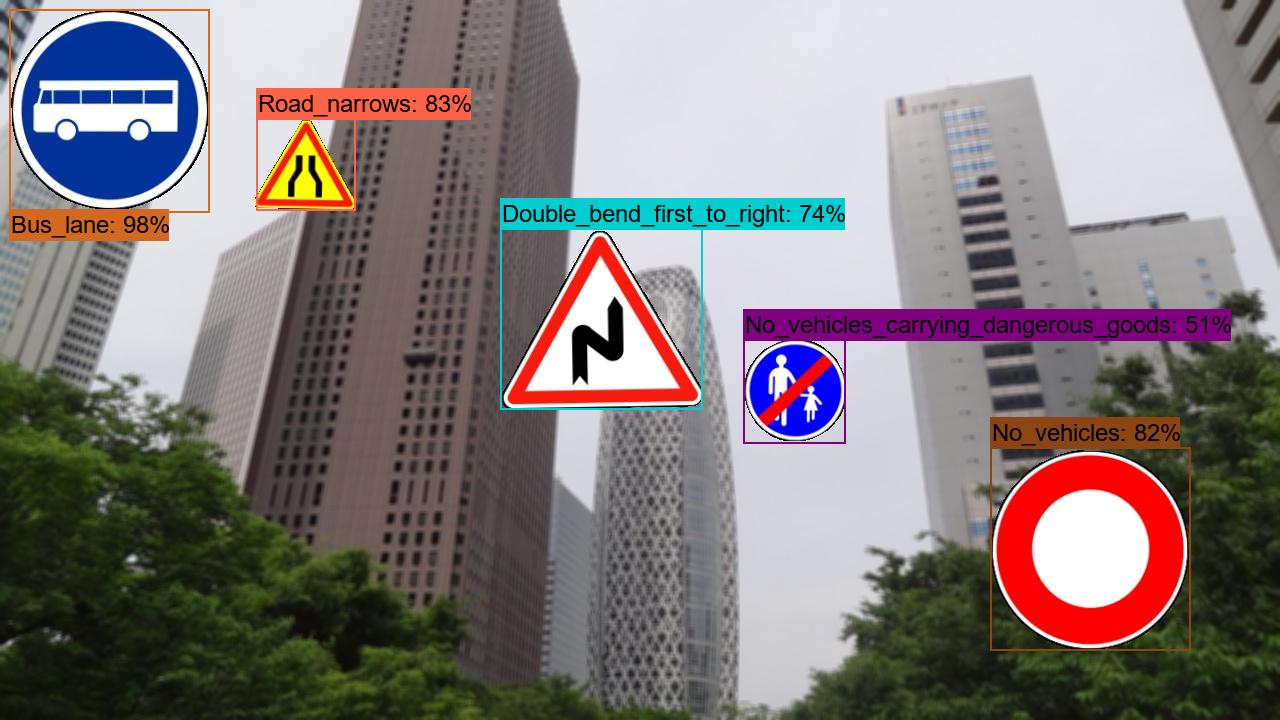 Bus_lane: 98%
Road_narrows: 83%
Double_bend_first_to_right: 74%
No_vehicles_carrying_dangerous_goods: 51%
No_vehicles: 82%